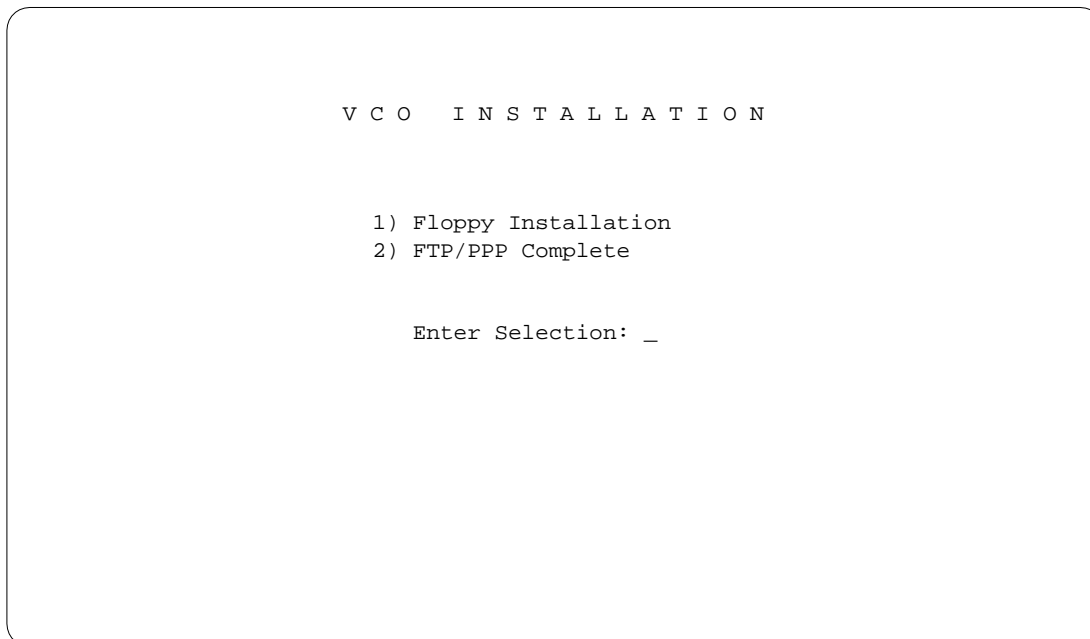 V C O   I N S T A L L A T I O N
1) Floppy Installation
2) FTP/PPP Complete
Enter Selection: _